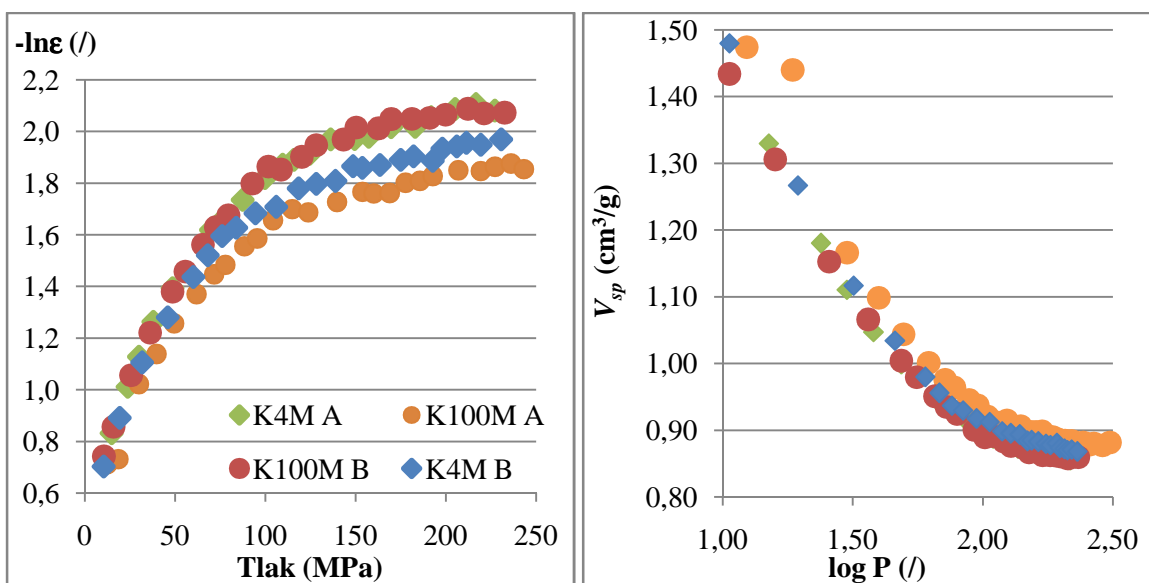 -lnε (/)
2,2
2,0
1,8
1,6
1,4
1,2
1,0
0,8
0,6
0 50 100 150 200 250
Tlak (MPa)
K4M A K100M A
K100M B K4M B
1,50
1,40
1,30
1,20
1,10
1,00
0,90
0,80
V_sp (cm³/g)
1,00 1,50 2,00 2,50
log P (/)